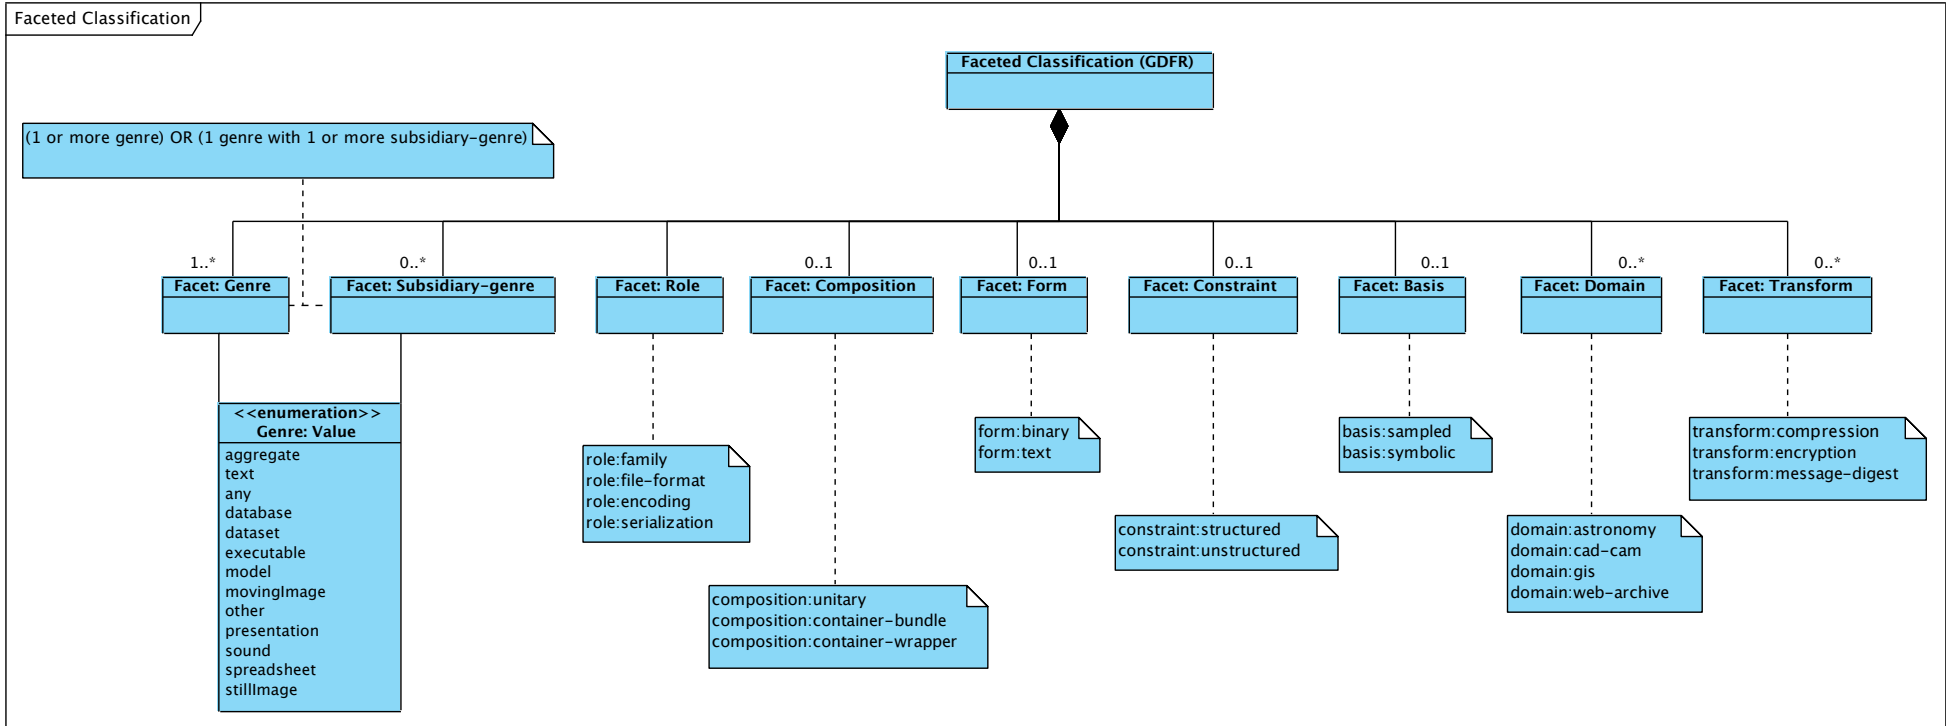 Faceted Classification
Faceted Classification (GDFR)
(1 or more genre) OR (1 genre with 1 or more subsidiary-genre)
1..*
0..*
0..1
0..1
0..1
0..1
0..*
0..*
Facet: Genre
Facet: Subsidiary-genre
Facet: Role
Facet: Composition
Facet: Form
Facet: Constraint
Facet: Basis
Facet: Domain
Facet: Transform
<<enumeration>>
Genre: Value
aggregate
text
any
database
dataset
executable
model
movingImage
other
presentation
sound
spreadsheet
stillImage
role:family
role:file-format
role:encoding
role:serialization
composition:unitary
composition:container-bundle
composition:container-wrapper
form:binary
form:text
constraint:structured
constraint:unstructured
basis:sampled
basis:symbolic
domain:astronomy
domain:cad-cam
domain:gis
domain:web-archive
transform:compression
transform:encryption
transform:message-digest